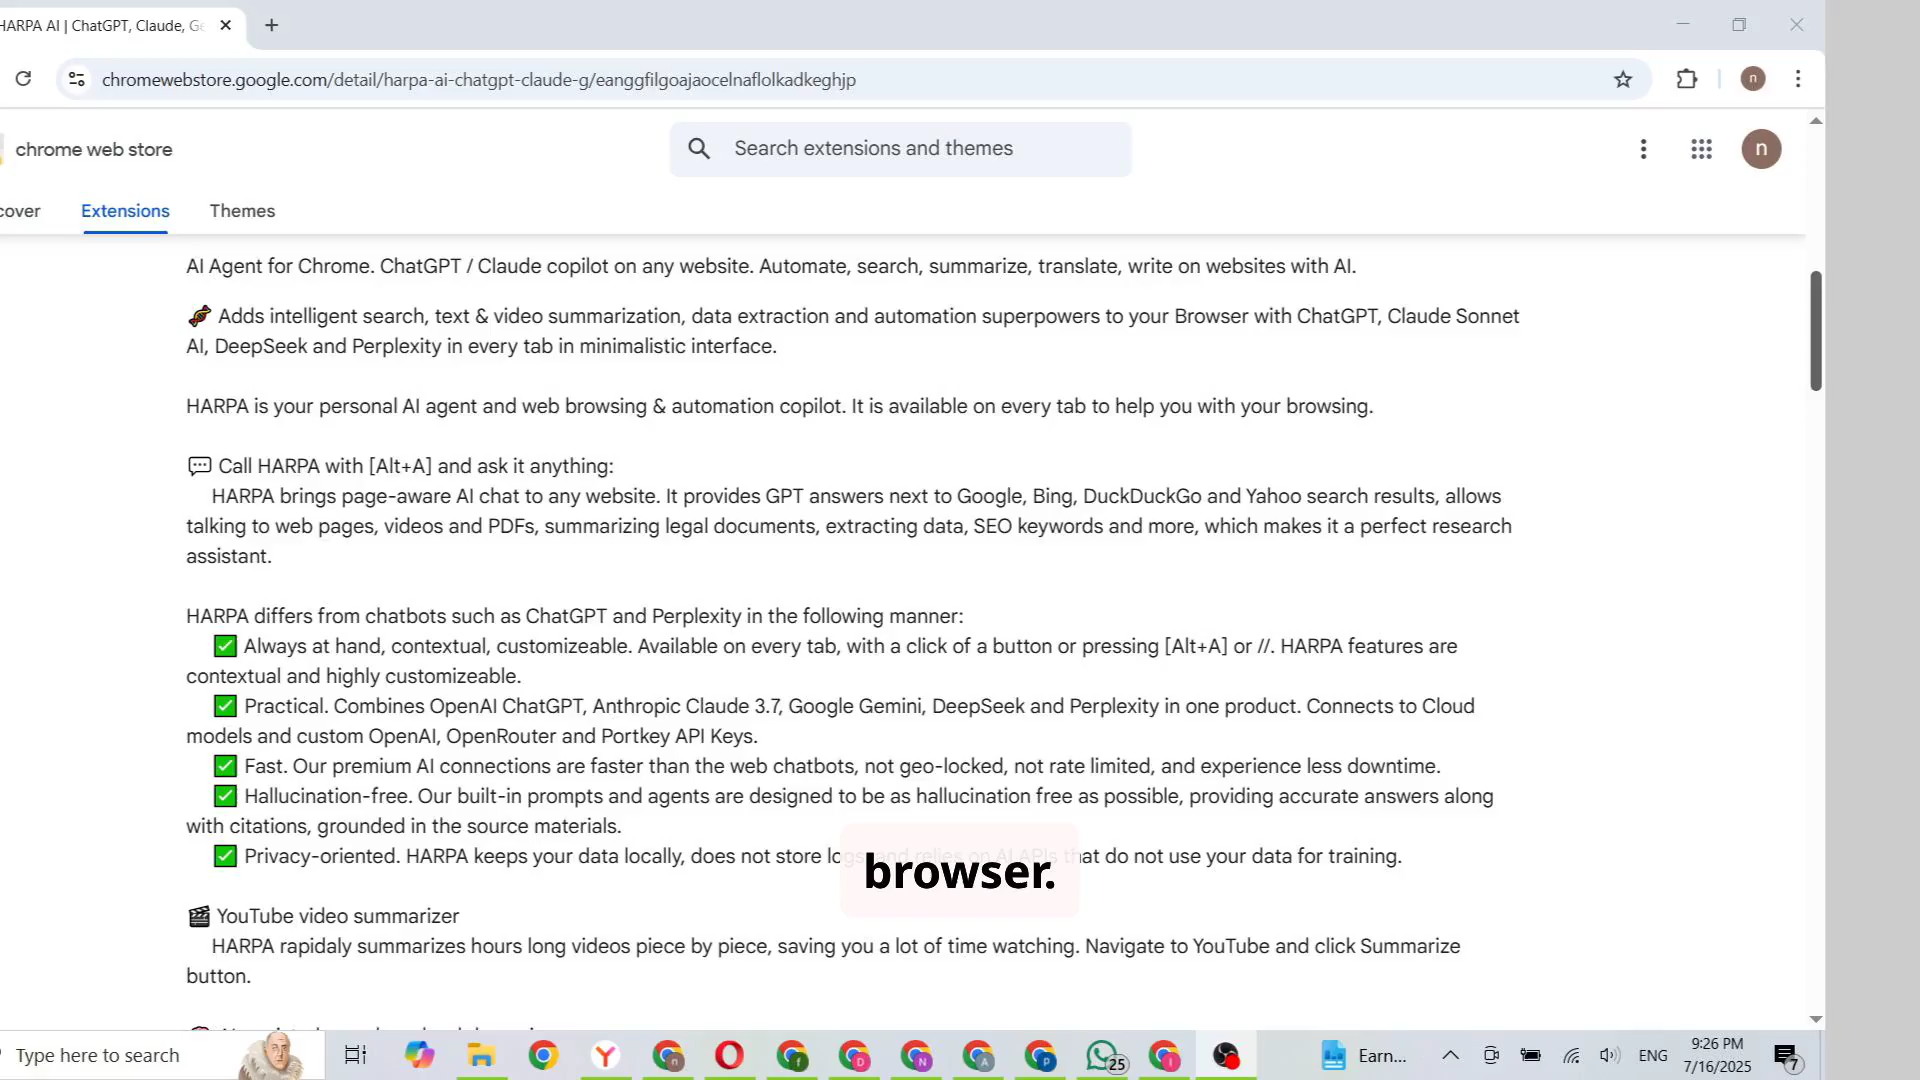 HARPA AI | ChatGPT, Claude, Ge
chromewebstore.google.com/detail/harpa-ai-chatgpt-claude-g/eanggfilgoajaocelnaflolkadkeghjp
n
chrome web store
Search extensions and themes
n
cover Extensions Themes
AI Agent for Chrome. ChatGPT / Claude copilot on any website. Automate, search, summarize, translate, write on websites with AI.
Adds intelligent search, text & video summarization, data extraction and automation superpowers to your Browser with ChatGPT, Claude Sonnet
AI, DeepSeek and Perplexity in every tab in minimalistic interface.
HARPA is your personal AI agent and web browsing & automation copilot. It is available on every tab to help you with your browsing.
Call HARPA with [Alt+A] and ask it anything:
HARPA brings page-aware AI chat to any website. It provides GPT answers next to Google, Bing, DuckDuckGo and Yahoo search results, allows
talking to web pages, videos and PDFs, summarizing legal documents, extracting data, SEO keywords and more, which makes it a perfect research
assistant.
HARPA differs from chatbots such as ChatGPT and Perplexity in the following manner:
Always at hand, contextual, customizeable. Available on every tab, with a click of a button or pressing [Alt+A] or //. HARPA features are
contextual and highly customizeable.
Practical. Combines OpenAI ChatGPT, Anthropic Claude 3.7, Google Gemini, DeepSeek and Perplexity in one product. Connects to Cloud
models and custom OpenAI, OpenRouter and Portkey API Keys.
Fast. Our premium AI connections are faster than the web chatbots, not geo-locked, not rate limited, and experience less downtime.
Hallucination-free. Our built-in prompts and agents are designed to be as hallucination free as possible, providing accurate answers along
with citations, grounded in the source materials.
Privacy-oriented. HARPA keeps your data locally, does not store logs and relies on AI APIs that do not use your data for training.
browser.
YouTube video summarizer
HARPA rapidaly summarizes hours long videos piece by piece, saving you a lot of time watching. Navigate to YouTube and click Summarize
button.
Type here to search
25
Earn...
ENG
9:26 PM
7/16/2025
7